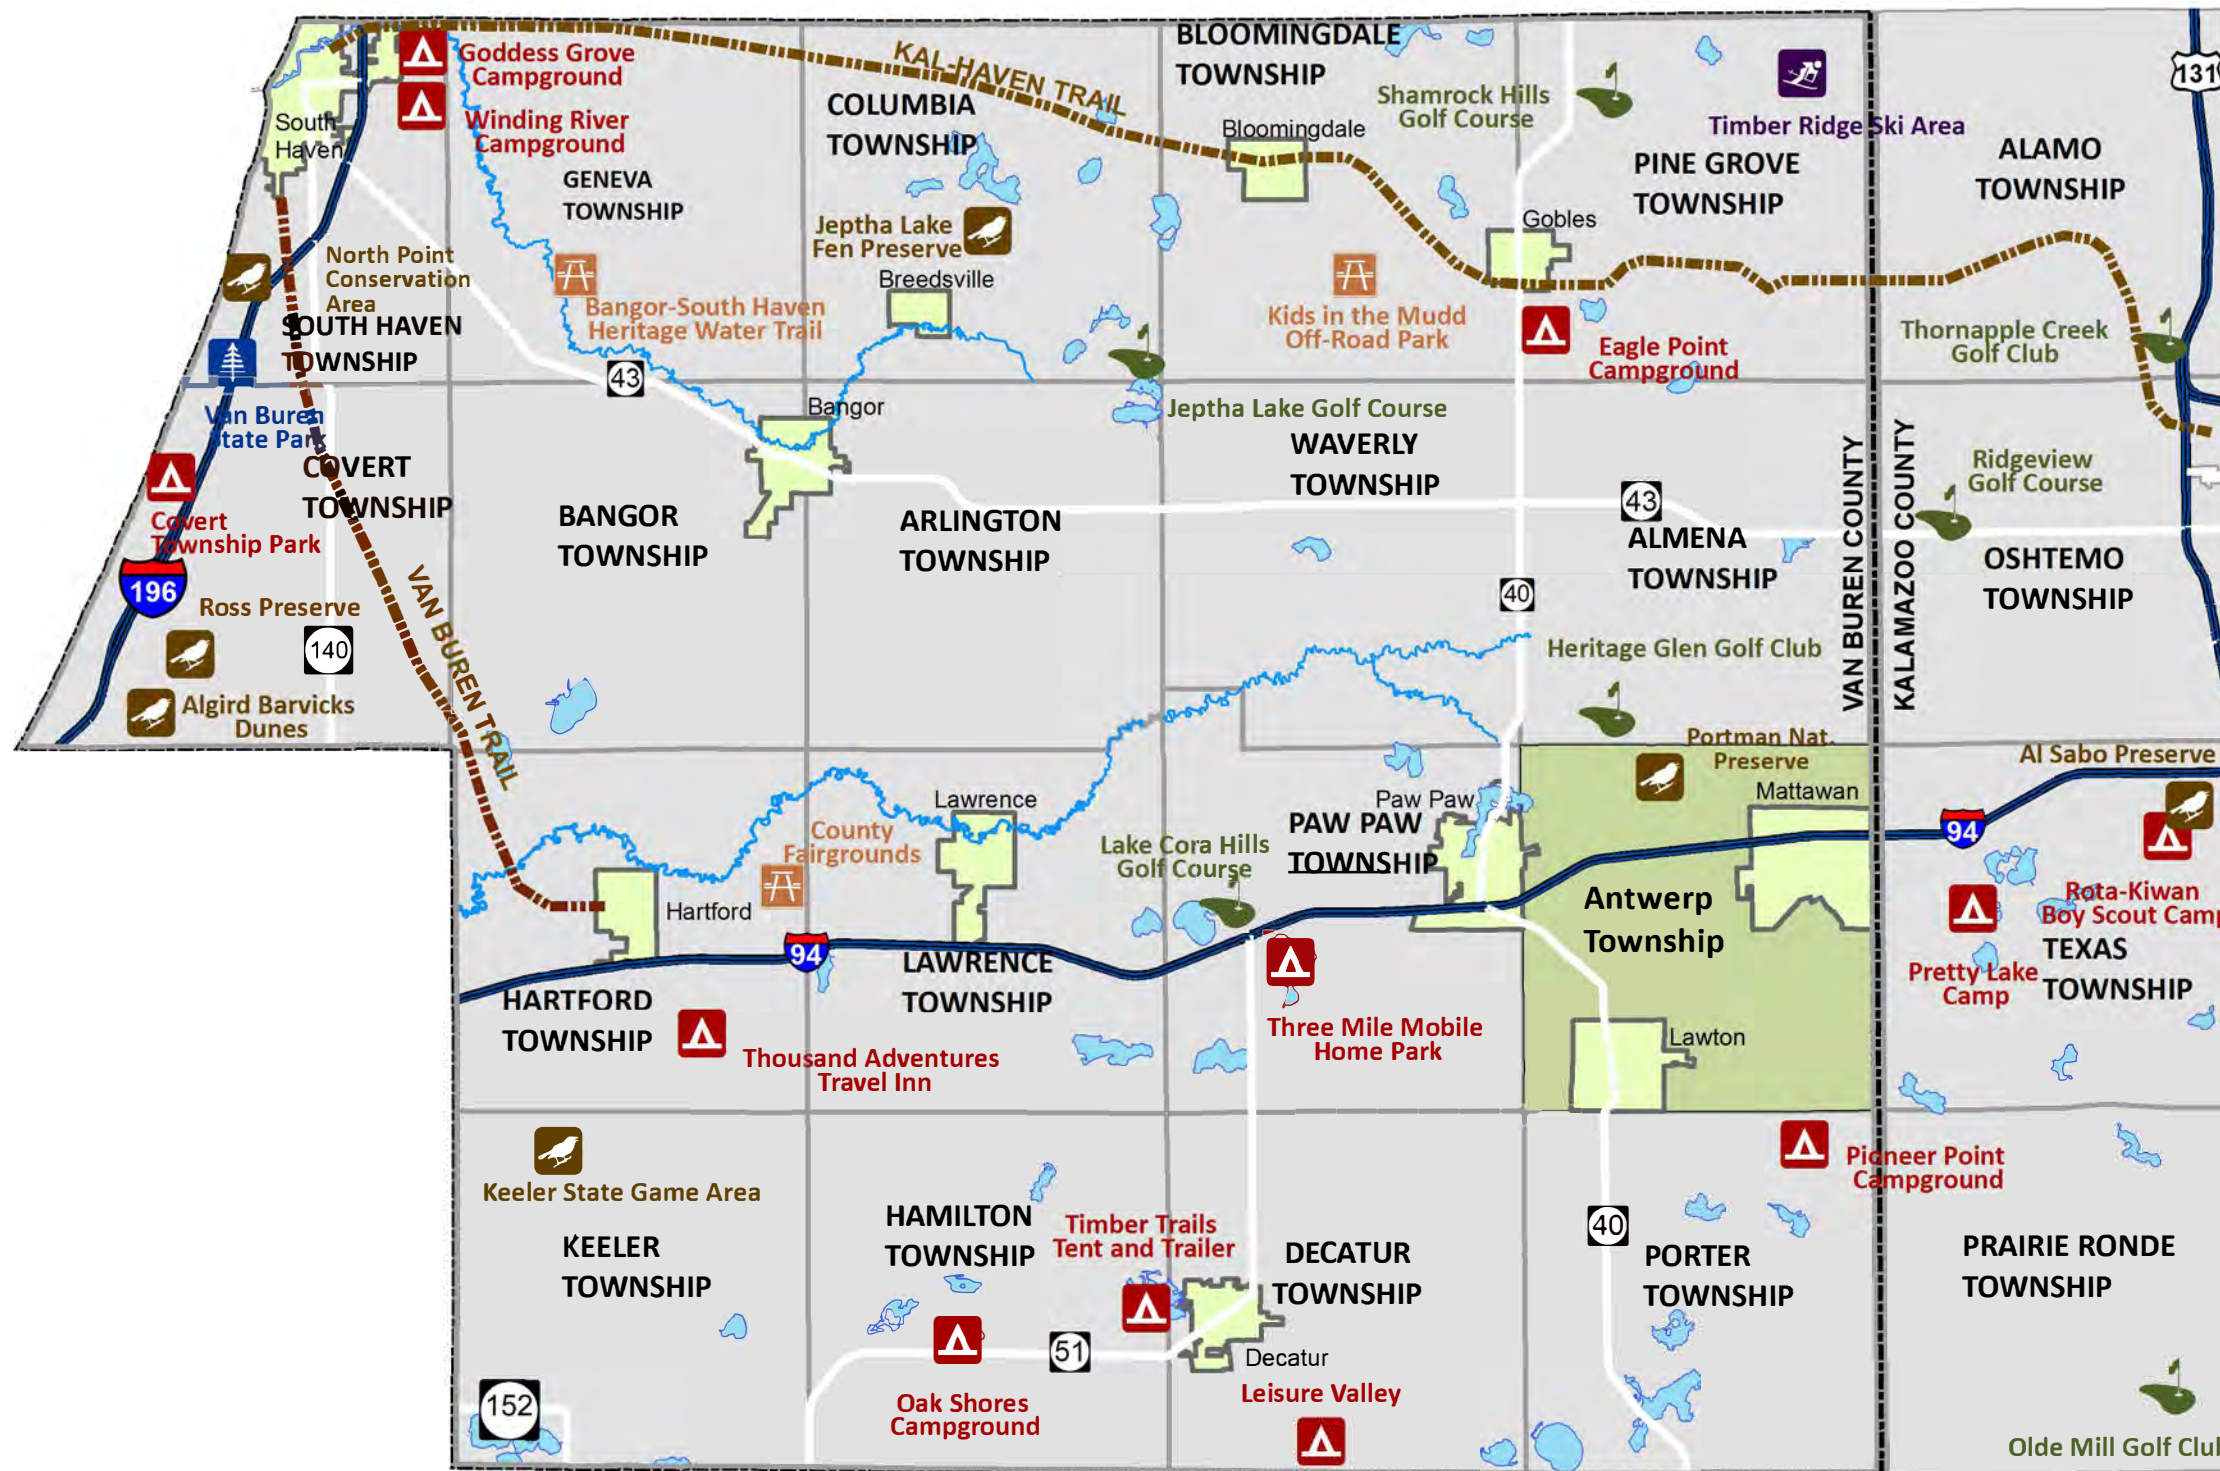 BLOOMINGDALE
TOWNSHIP
KAL-HAVEN TRAIL
Goddess Grove
Campground
Winding River
Campground
South
Haven
GENEVA
TOWNSHIP
COLUMBIA
TOWNSHIP
Bloomingdale
Shamrock Hills
Golf Course
Timber Ridge Ski Area
PINE GROVE
TOWNSHIP
ALAMO
TOWNSHIP
131
Gobles
Jeptha Lake
Fen Preserve
Breedsville
North Point
Conservation
Area
SOUTH HAVEN
TOWNSHIP
Bangor-South Haven
Heritage Water Trail
Kids in the Mudd
Off-Road Park
Eagle Point
Campground
Thornapple Creek
Golf Club
43
Bangor
Jeptha Lake Golf Course
Van Buren
State Park
COVERT
TOWNSHIP
WAVERLY
TOWNSHIP
VAN BUREN COUNTY
KALAMAZOO COUNTY
Ridgeview
Golf Course
43
Covert
Township Park
BANGOR
TOWNSHIP
ARLINGTON
TOWNSHIP
ALMENA
TOWNSHIP
OSHTEMO
TOWNSHIP
196
40
Ross Preserve
140
VAN BUREN TRAIL
Heritage Glen Golf Club
Algird Barvicks
Dunes
Portman Nat.
Preserve
Al Sabo Preserve
Mattawan
Lawrence
Paw Paw
PAW PAW
TOWNSHIP
County
Fairgrounds
Lake Cora Hills
Golf Course
94
Hartford
Antwerp
Township
Rota-Kiwan
Boy Scout Camp
94
TEXAS
TOWNSHIP
Pretty Lake
Camp
LAWRENCE
TOWNSHIP
HARTFORD
TOWNSHIP
Three Mile Mobile
Home Park
Lawton
Thousand Adventures
Travel Inn
Pioneer Point
Campground
Keeler State Game Area
HAMILTON
TOWNSHIP
Timber Trails
Tent and Trailer
40
KEELER
TOWNSHIP
DECATUR
TOWNSHIP
PORTER
TOWNSHIP
PRAIRIE RONDE
TOWNSHIP
51
Decatur
152
Oak Shores
Campground
Leisure Valley
Olde Mill Golf Club